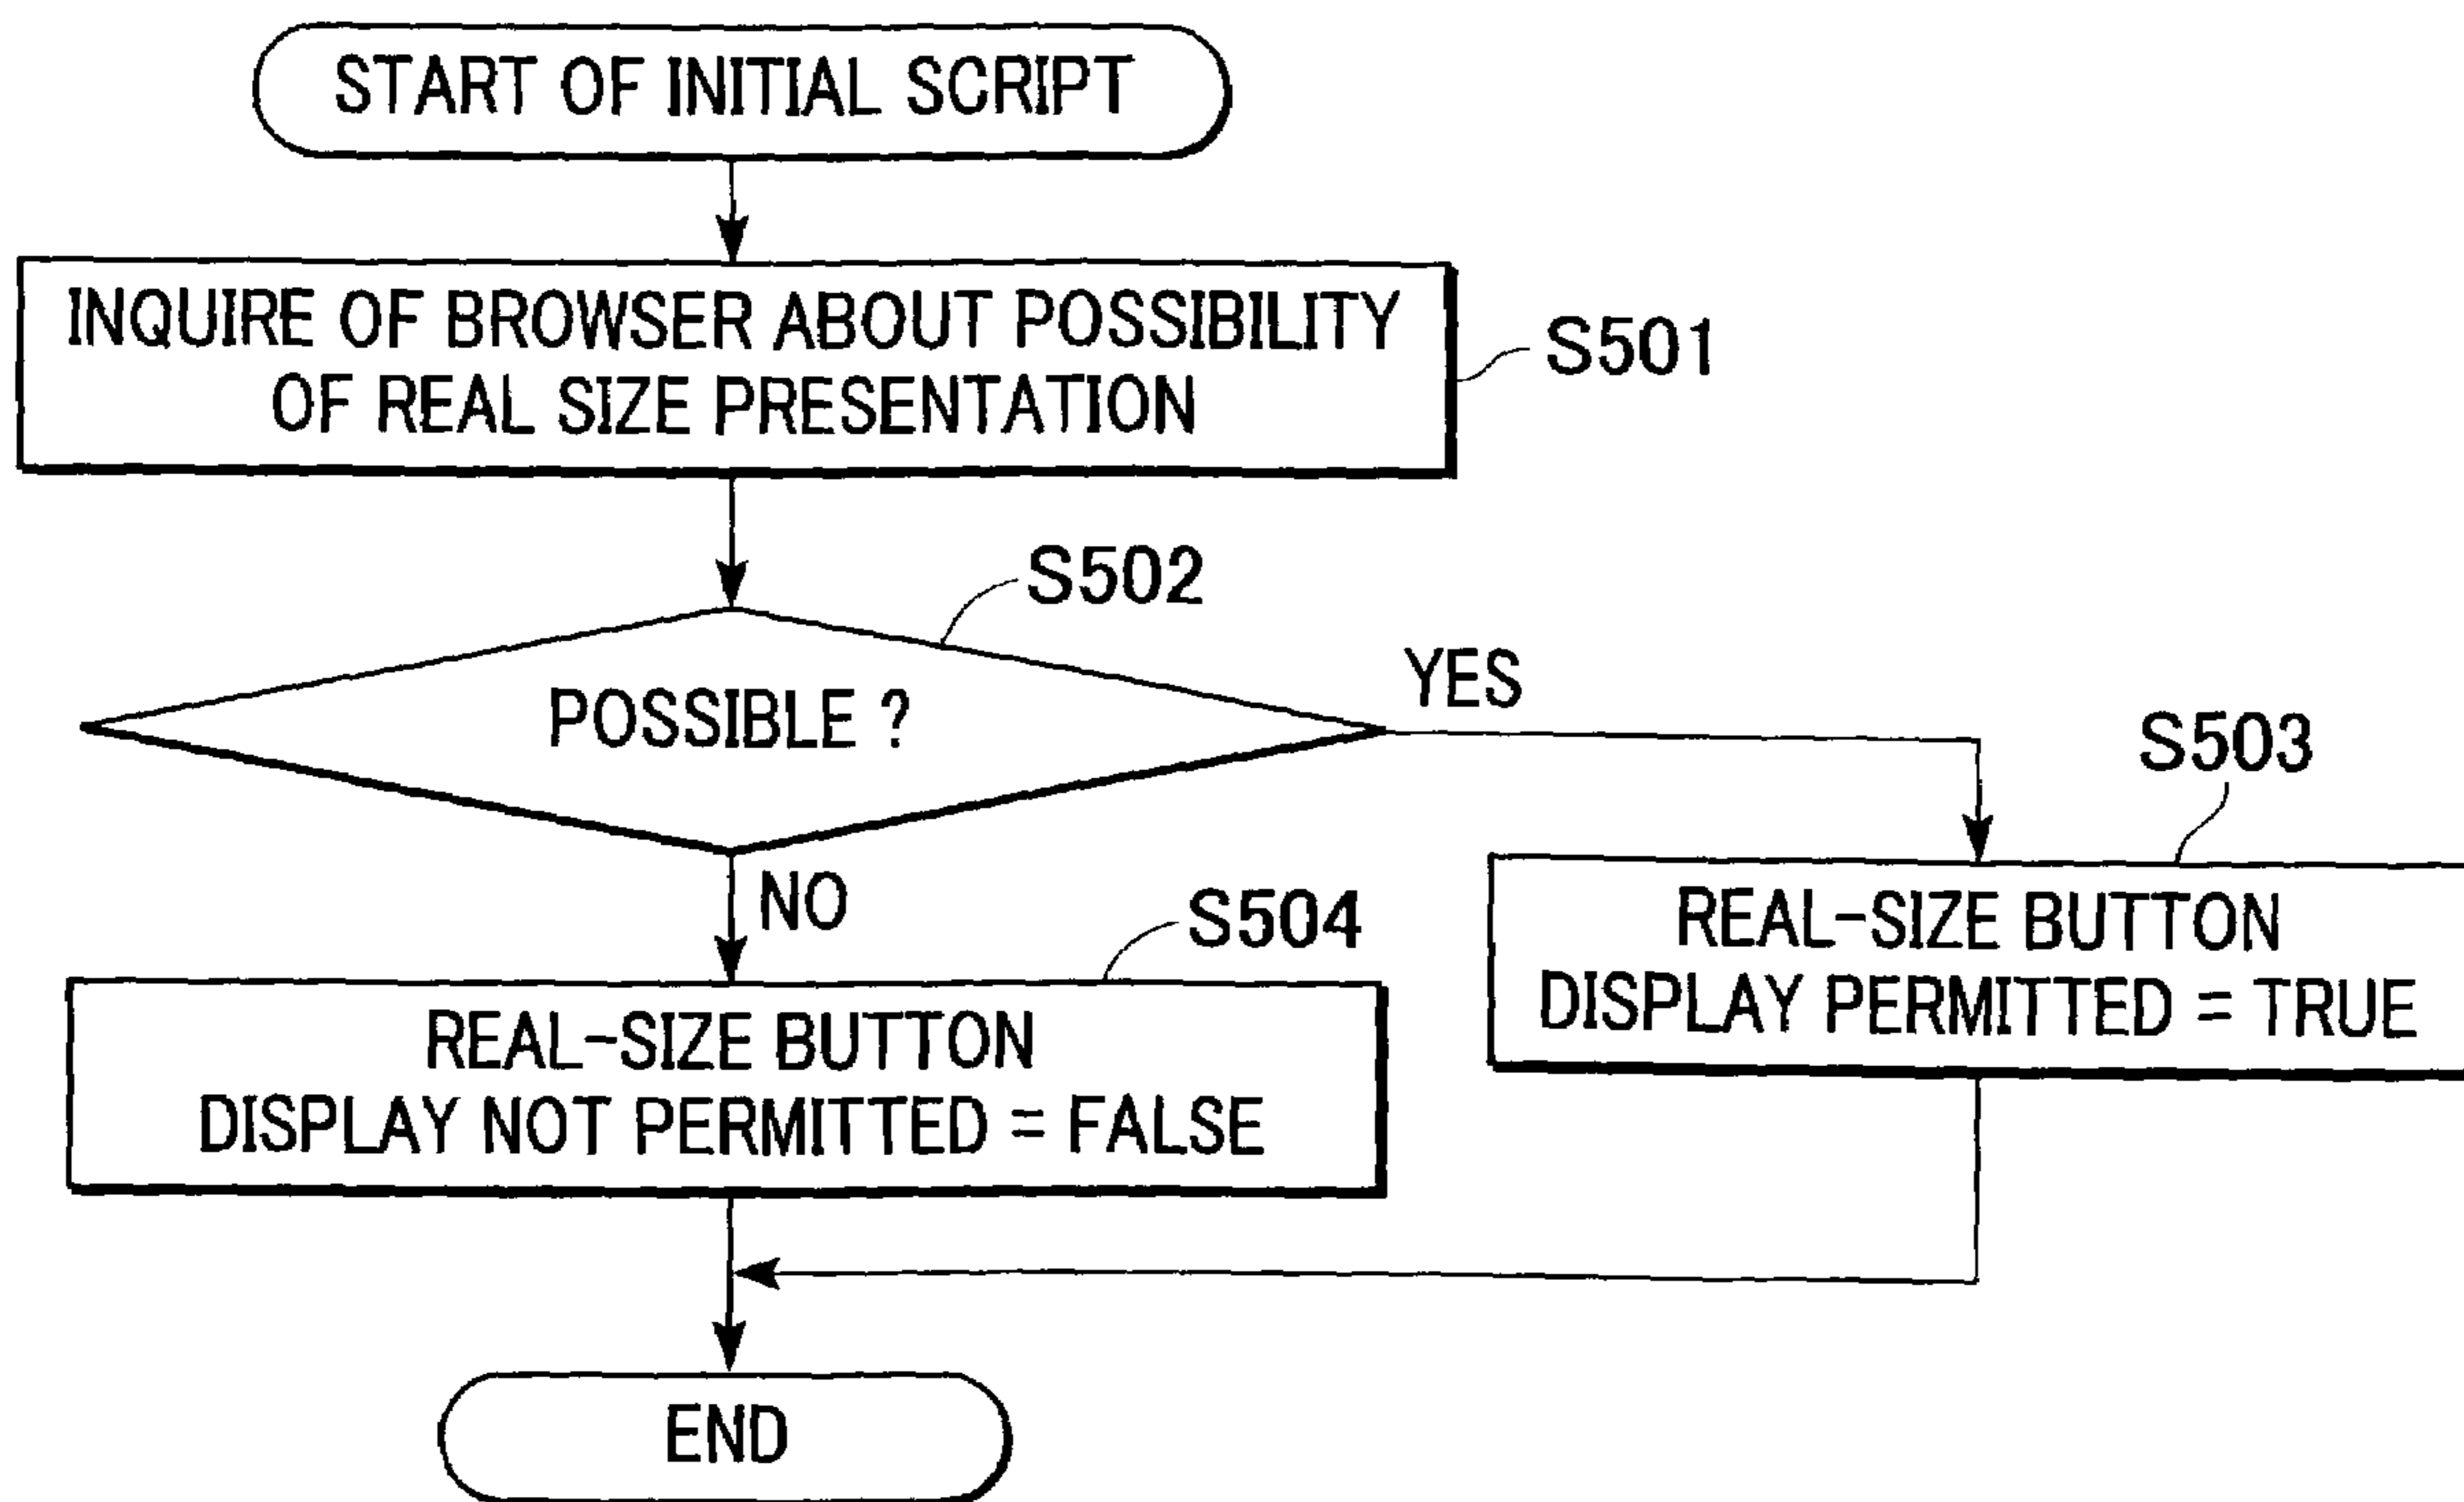 START OF INITIAL SCRIPT
INQUIRE OF BROWSER ABOUT POSSIBILITY
OF REAL SIZE PRESENTATION
S501
S502
POSSIBLE ?
YES
NO
S503
REAL-SIZE BUTTON
DISPLAY PERMITTED = TRUE
S504
REAL-SIZE BUTTON
DISPLAY NOT PERMITTED = FALSE
END